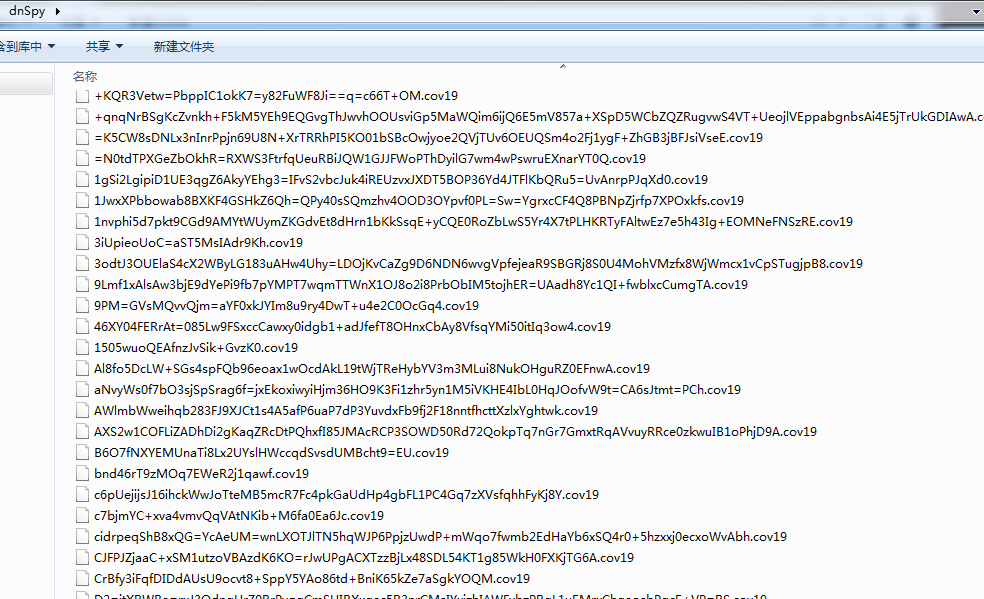 dnSpy
含到库中 共享 新建文件夹
名称
+KQR3Vetw=PbppIC1okK7=y82FuWF8Ji==q=c66T+OM.cov19
+qnqNrBSgKcZvnkh+F5kM5YEh9EQGvgThJwvhOOUsviGp5MaWQim6ijQ6E5mV857a+XSpD5WCbZQZRugvwS4VT+UeojlVEppabgnbsAi4E5jTrUkGDIAwA.c
=K5CW8sDNLx3nInrPpjn69U8N+XrTRRhPI5KO01bSBcOwjyoe2QVjTUv6OEUQSm4o2Fj1ygF+ZhGB3jBFJsiVseE.cov19
=N0tdTPXGeZbOkhR=RXWS3FtrfqUeuRBiJQW1GJJFWoPThDyilG7wm4wPswruEXnarYT0Q.cov19
1gSi2LgipiD1UE3qgZ6AkyYEhg3=IFvS2vbcJuk4iREUzvxJXDT5BOP36Yd4JTFlKbQRu5=UvAnrpPJqXd0.cov19
1JwxXPbbowab8BXKF4GSHkZ6Qh=QPy40sSQmzhv4OOD3OYpvf0PL=Sw=YgrxcCF4Q8PBNpZjrfp7XPOxkfs.cov19
1nvphi5d7pkt9CGd9AMYtWUymZKGdvEt8dHrn1bKkSsqE+yCQE0RoZbLwS5Yr4X7tPLHKRTyFAltwEz7e5h43Ig+EOMNeFNSzRE.cov19
3iUpieoUoC=aST5MsIAdr9Kh.cov19
3odtJ3OUElaS4cX2WByLG183uAHw4Uhy=LDOjKvCaZg9D6NDN6wvgVpfejeaR9SBGRj8S0U4MohVMzfx8WjWmcx1vCpSTugjpB8.cov19
9Lmf1xAlsAw3bjE9dYePi9fb7pYMPT7wqmTTWnX1OJ8o2i8PrbObIM5tojhER=UAadh8Yc1QI+fwblxcCumgTA.cov19
9PM=GVsMQvvQjm=aYF0xkJYIm8u9ry4DwT+u4e2C0OcGq4.cov19
46XY04FERrAt=085Lw9FSxccCawxy0idgb1+adJfefT8OHnxCbAy8VfsqYMi50itIq3ow4.cov19
1505wuoQEAfnzJvSik+GvzK0.cov19
Al8fo5DcLW+SGs4spFQb96eoax1wOcdAkL19tWjTReHybYV3m3MLui8NukOHguRZ0EFnwA.cov19
aNvyWs0f7bO3sjSpSrag6f=jxEkoxiwyiHjm36HO9K3Fi1zhr5yn1M5iVKHE4IbL0HqJOofvW9t=CA6sJtmt=PCh.cov19
AWlmbWweihqb283FJ9XJCt1s4A5afP6uaP7dP3YuvdxFb9fj2F18nntfhcttXzlxYghtwk.cov19
AXS2w1COFLiZADhDi2gKaqZRcDtPQhxfI85JMAcRCP3SOWD50Rd72QokpTq7nGr7GmxtRqAVvuyRRce0zkwuIB1oPhjD9A.cov19
B6O7fNXYEMUnaTi8Lx2UYslHWccqdSvsdUMBcht9=EU.cov19
bnd46rT9zMOq7EWeR2j1qawf.cov19
c6pUejijsJ16ihckWwJoTteMB5mcR7Fc4pkGaUdHp4gbFL1PC4Gq7zXVsfqhhFyKj8Y.cov19
c7bjmYC+xva4vmvQqVAtNKib+M6fa0Ea6Jc.cov19
cidrpeqShB8xQG=YcAeUM=wnLXOTJlTN5hqWJP6PpjzUwdP+mWqo7fwmb2EdHaYb6xSQ4r0+5hzxxj0ecxoWvAbh.cov19
CJFPJZjaaC+xSM1utzoVBAzdK6KO=rJwUPgACXTzzBjLx48SDL54KT1g85WkH0FXKjTG6A.cov19
CrBfy3iFqfDIDdAUsU9ocvt8+SppY5YAo86td+BniK65kZe7aSgkYOQM.cov19